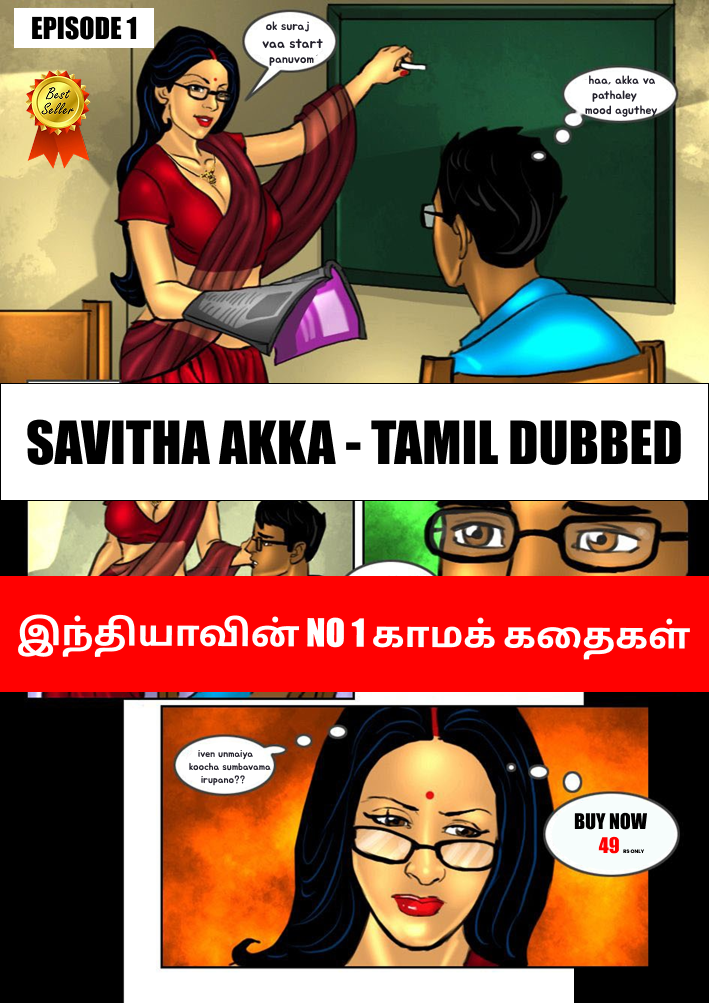 EPISODE 1
ok suraj
vaa start
panuvom
Best
Seller
haa, akka va
pathaley
mood aguthey
SAVITHA AKKA - TAMIL DUBBED
இந்தியாவின் NO 1 காமக் கதைகள்
iven unmaiya
koocha sumbavama
irupano??
BUY NOW
49 RS ONLY